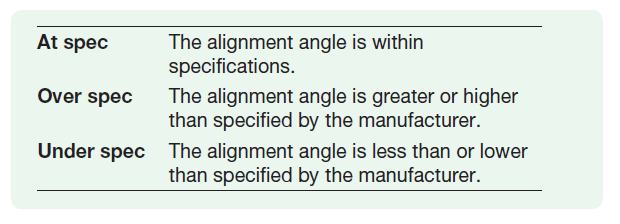 At spec The alignment angle is within
specifications.
Over spec The alignment angle is greater or higher
than specified by the manufacturer.
Under spec The alignment angle is less than or lower
than specified by the manufacturer.